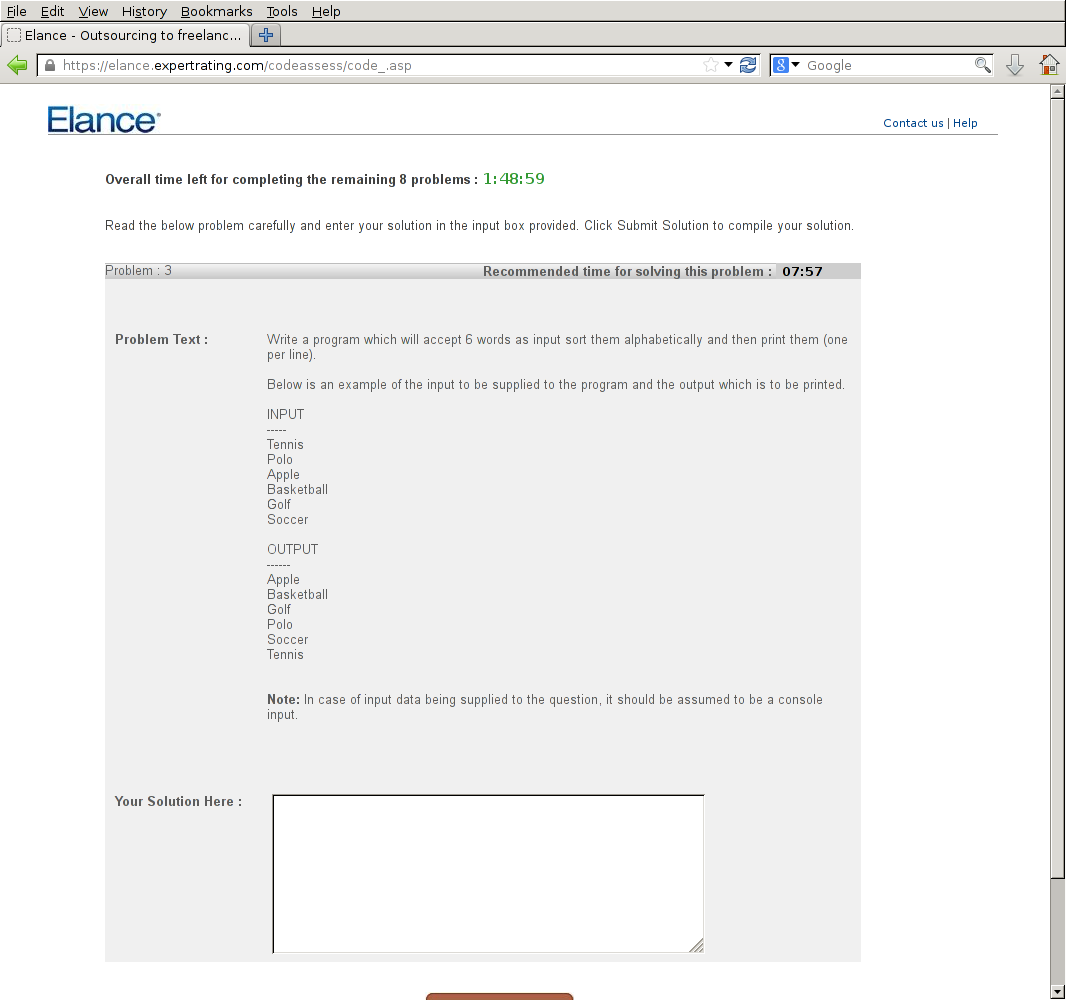 File Edit View History Bookmarks Tools Help
Elance - Outsourcing to freelanc...
https://elance.expertrating.com/codeassess/code_.asp
8 Google
Elance
Contact us | Help
Overall time left for completing the remaining 8 problems : 1:48:59
Read the below problem carefully and enter your solution in the input box provided. Click Submit Solution to compile your solution.
Problem : 3 Recommended time for solving this problem : 07:57
Problem Text : Write a program which will accept 6 words as input sort them alphabetically and then print them (one
per line).
Below is an example of the input to be supplied to the program and the output which is to be printed.
INPUT
-----
Tennis
Polo
Apple
Basketball
Golf
Soccer
OUTPUT
------
Apple
Basketball
Golf
Polo
Soccer
Tennis
Note: In case of input data being supplied to the question, it should be assumed to be a console
input.
Your Solution Here :